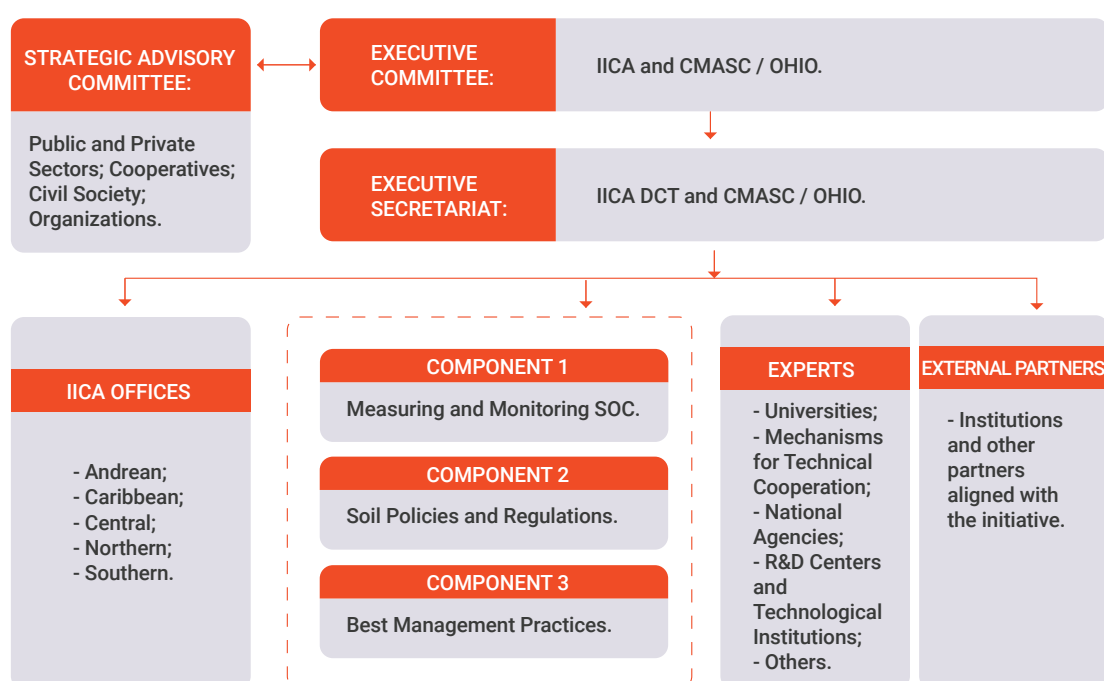 STRATEGIC ADVISORY
COMMITTEE:
Public and Private
Sectors; Cooperatives;
Civil Society;
Organizations.
EXECUTIVE
COMMITTEE:
IICA and CMASC / OHIO.
EXECUTIVE
SECRETARIAT:
IICA DCT and CMASC / OHIO.
IICA OFFICES
- Andrean;
- Caribbean;
- Central;
- Northern;
- Southern.
COMPONENT 1
Measuring and Monitoring SOC.
COMPONENT 2
Soil Policies and Regulations.
COMPONENT 3
Best Management Practices.
EXPERTS
- Universities;
- Mechanisms
for Technical
Cooperation;
- National
Agencies;
- R&D Centers
and
Technological
Institutions;
- Others.
EXTERNAL PARTNERS
- Institutions
and other
partners
aligned with
the initiative.